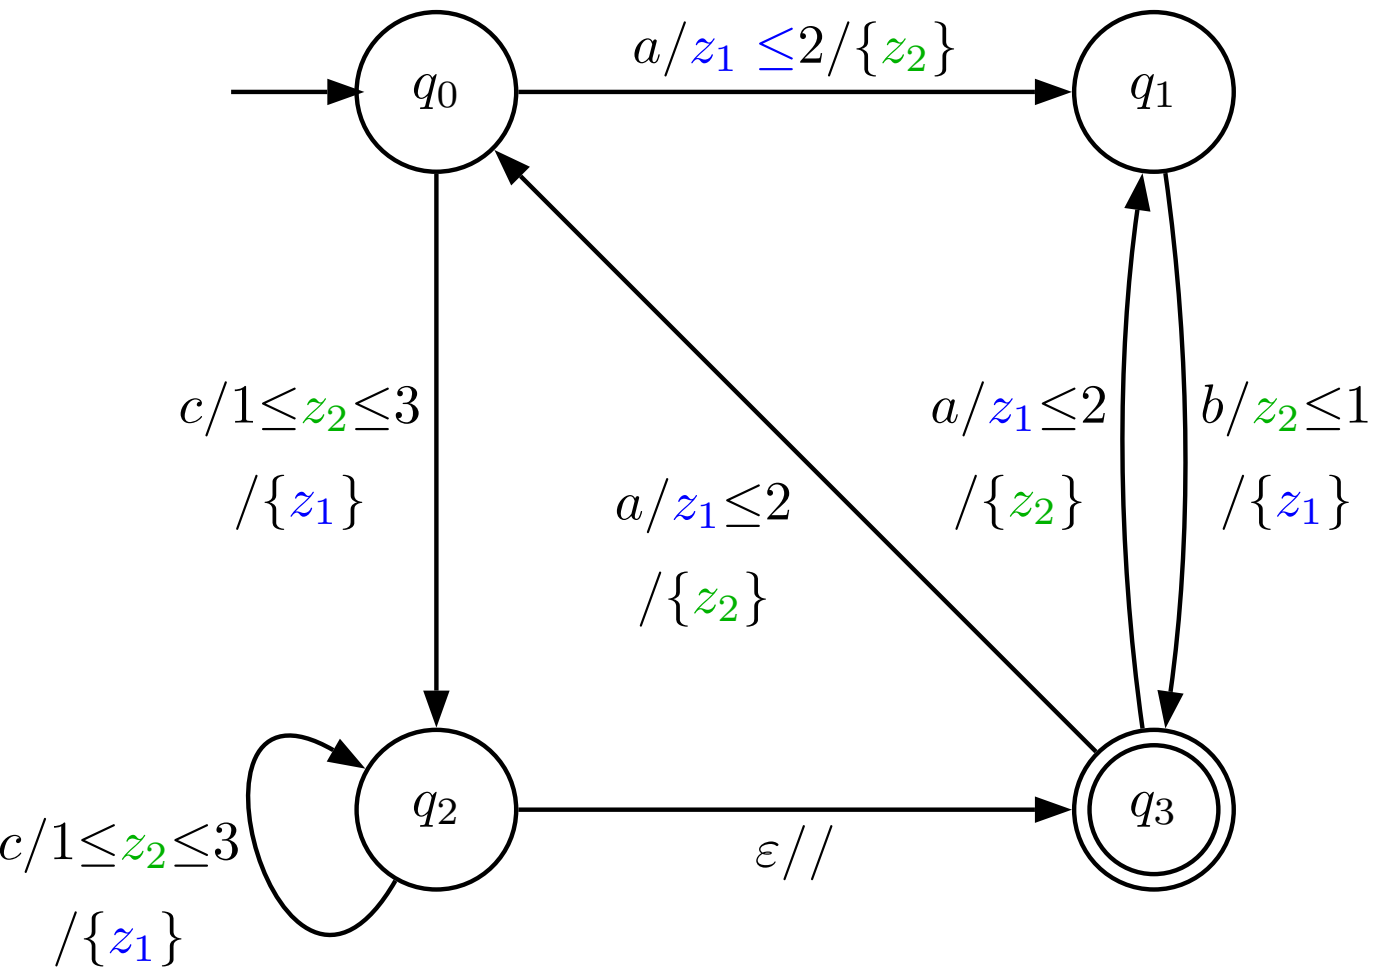 q0
a/z1 ≤2/{z2}
q1
c/1≤z2≤3
/{z1}
a/z1≤2
/{z2}
a/z1≤2
/{z2}
b/z2≤1
/{z1}
q2
q3
c/1≤z2≤3
/{z1}
ε//